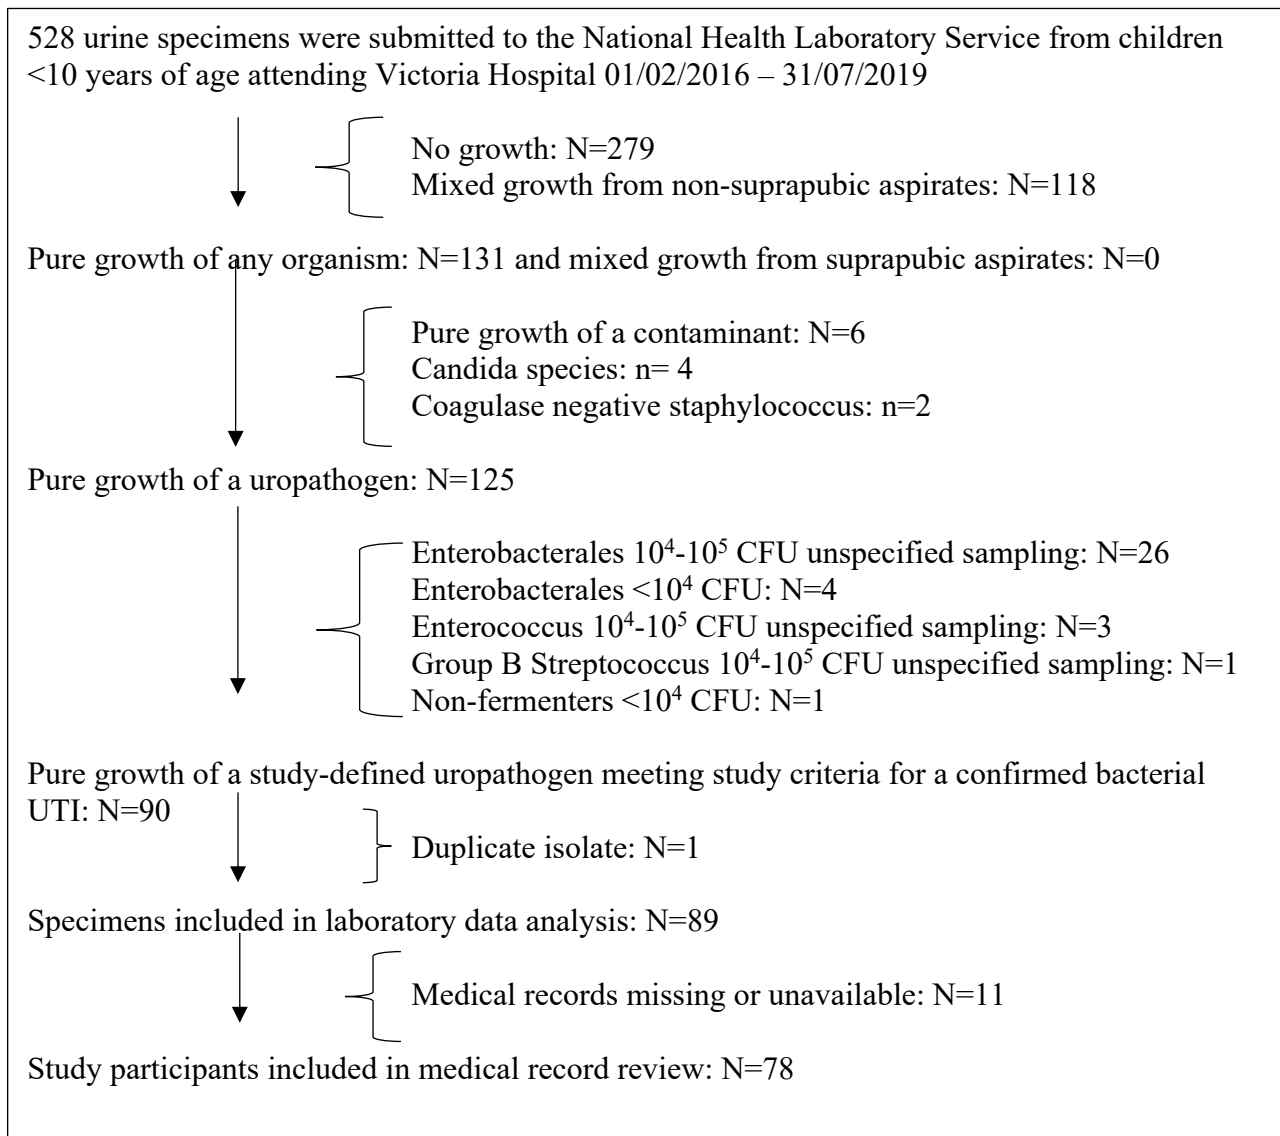 528 urine specimens were submitted to the National Health Laboratory Service from children
<10 years of age attending Victoria Hospital 01/02/2016 – 31/07/2019
No growth: N=279
Mixed growth from non-suprapubic aspirates: N=118
Pure growth of any organism: N=131 and mixed growth from suprapubic aspirates: N=0
Pure growth of a contaminant: N=6
Candida species: n= 4
Coagulase negative staphylococcus: n=2
Pure growth of a uropathogen: N=125
Enterobacterales 10⁴-10⁵ CFU unspecified sampling: N=26
Enterobacterales <10⁴ CFU: N=4
Enterococcus 10⁴-10⁵ CFU unspecified sampling: N=3
Group B Streptococcus 10⁴-10⁵ CFU unspecified sampling: N=1
Non-fermenters <10⁴ CFU: N=1
Pure growth of a study-defined uropathogen meeting study criteria for a confirmed bacterial
UTI: N=90
Duplicate isolate: N=1
Specimens included in laboratory data analysis: N=89
Medical records missing or unavailable: N=11
Study participants included in medical record review: N=78